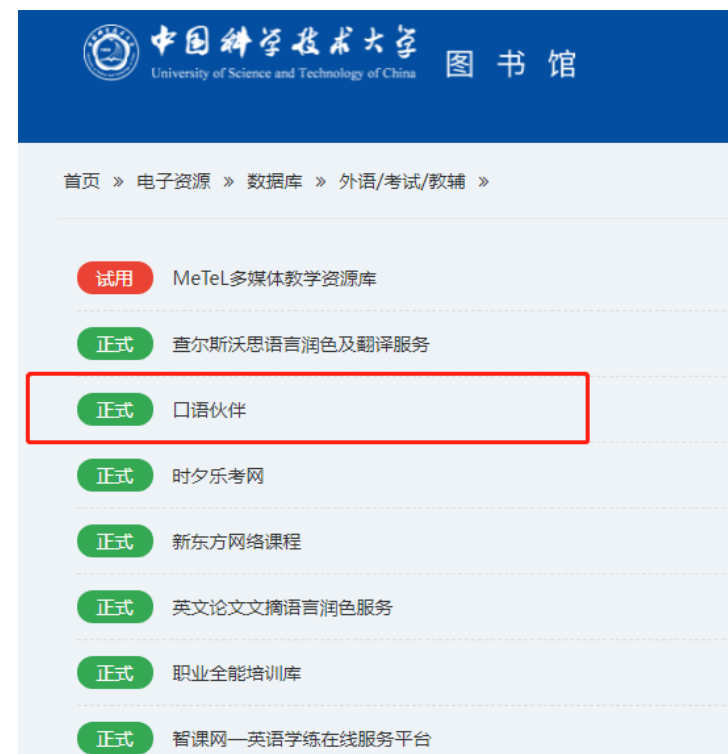 中国科学技术大学
University of Science and Technology of China
图书馆
首页 » 电子资源 » 数据库 » 外语/考试/教辅 »
试用 MeTeL多媒体教学资源库
正式 查尔斯沃思语言润色及翻译服务
正式 口语伙伴
正式 时夕乐考网
正式 新东方网络课程
正式 英文论文文摘语言润色服务
正式 职业全能培训库
正式 智课网—英语学练在线服务平台